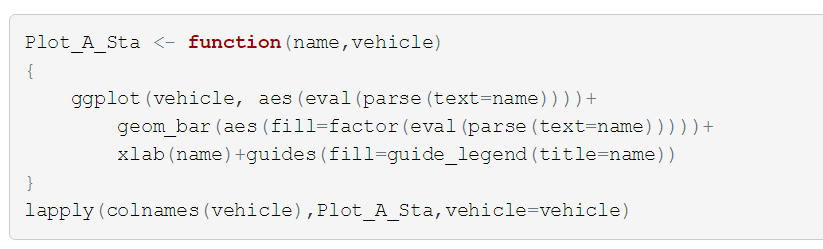 Plot_A_Sta <- function(name,vehicle)
{
    ggplot(vehicle, aes(eval(parse(text=name))))+
        geom_bar(aes(fill=factor(eval(parse(text=name)))))+
        xlab(name)+guides(fill=guide_legend(title=name))
}
lapply(colnames(vehicle),Plot_A_Sta,vehicle=vehicle)